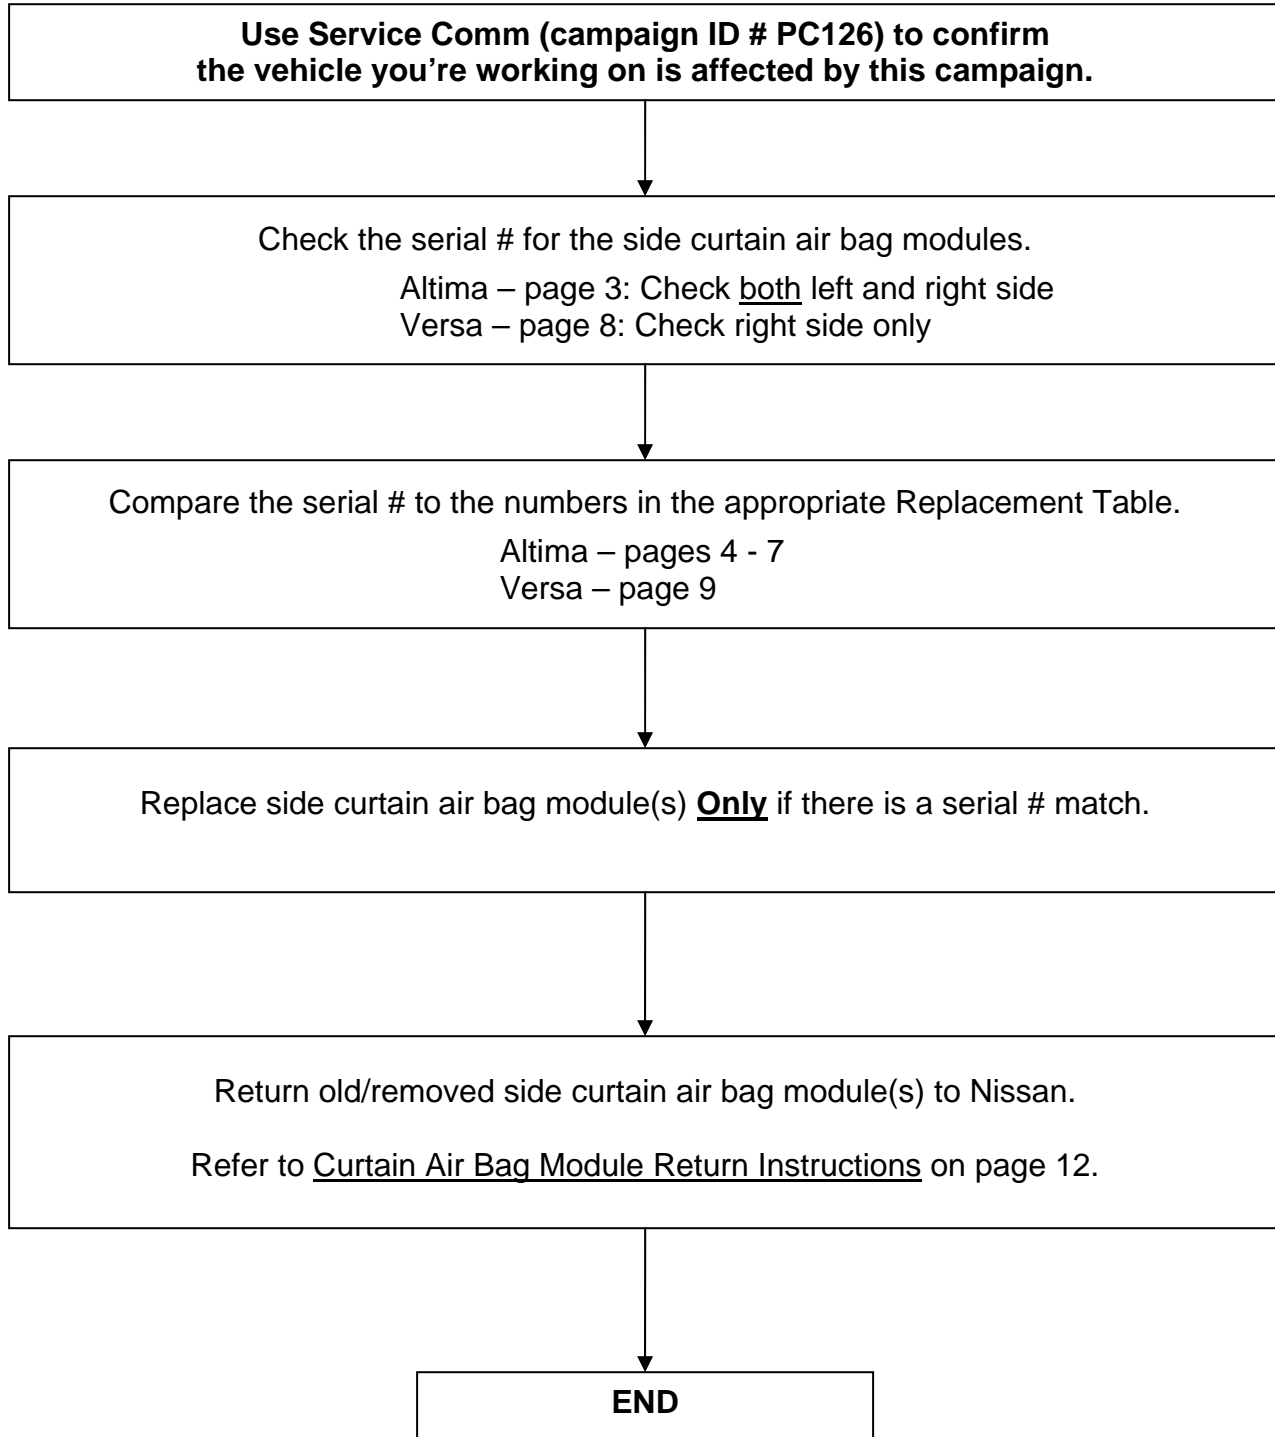 Use Service Comm (campaign ID # PC126) to confirm
the vehicle you're working on is affected by this campaign.
Check the serial # for the side curtain air bag modules.
Altima – page 3: Check both left and right side
Versa – page 8: Check right side only
Compare the serial # to the numbers in the appropriate Replacement Table.
Altima – pages 4 - 7
Versa – page 9
Replace side curtain air bag module(s) Only if there is a serial # match.
Return old/removed side curtain air bag module(s) to Nissan.
Refer to Curtain Air Bag Module Return Instructions on page 12.
END